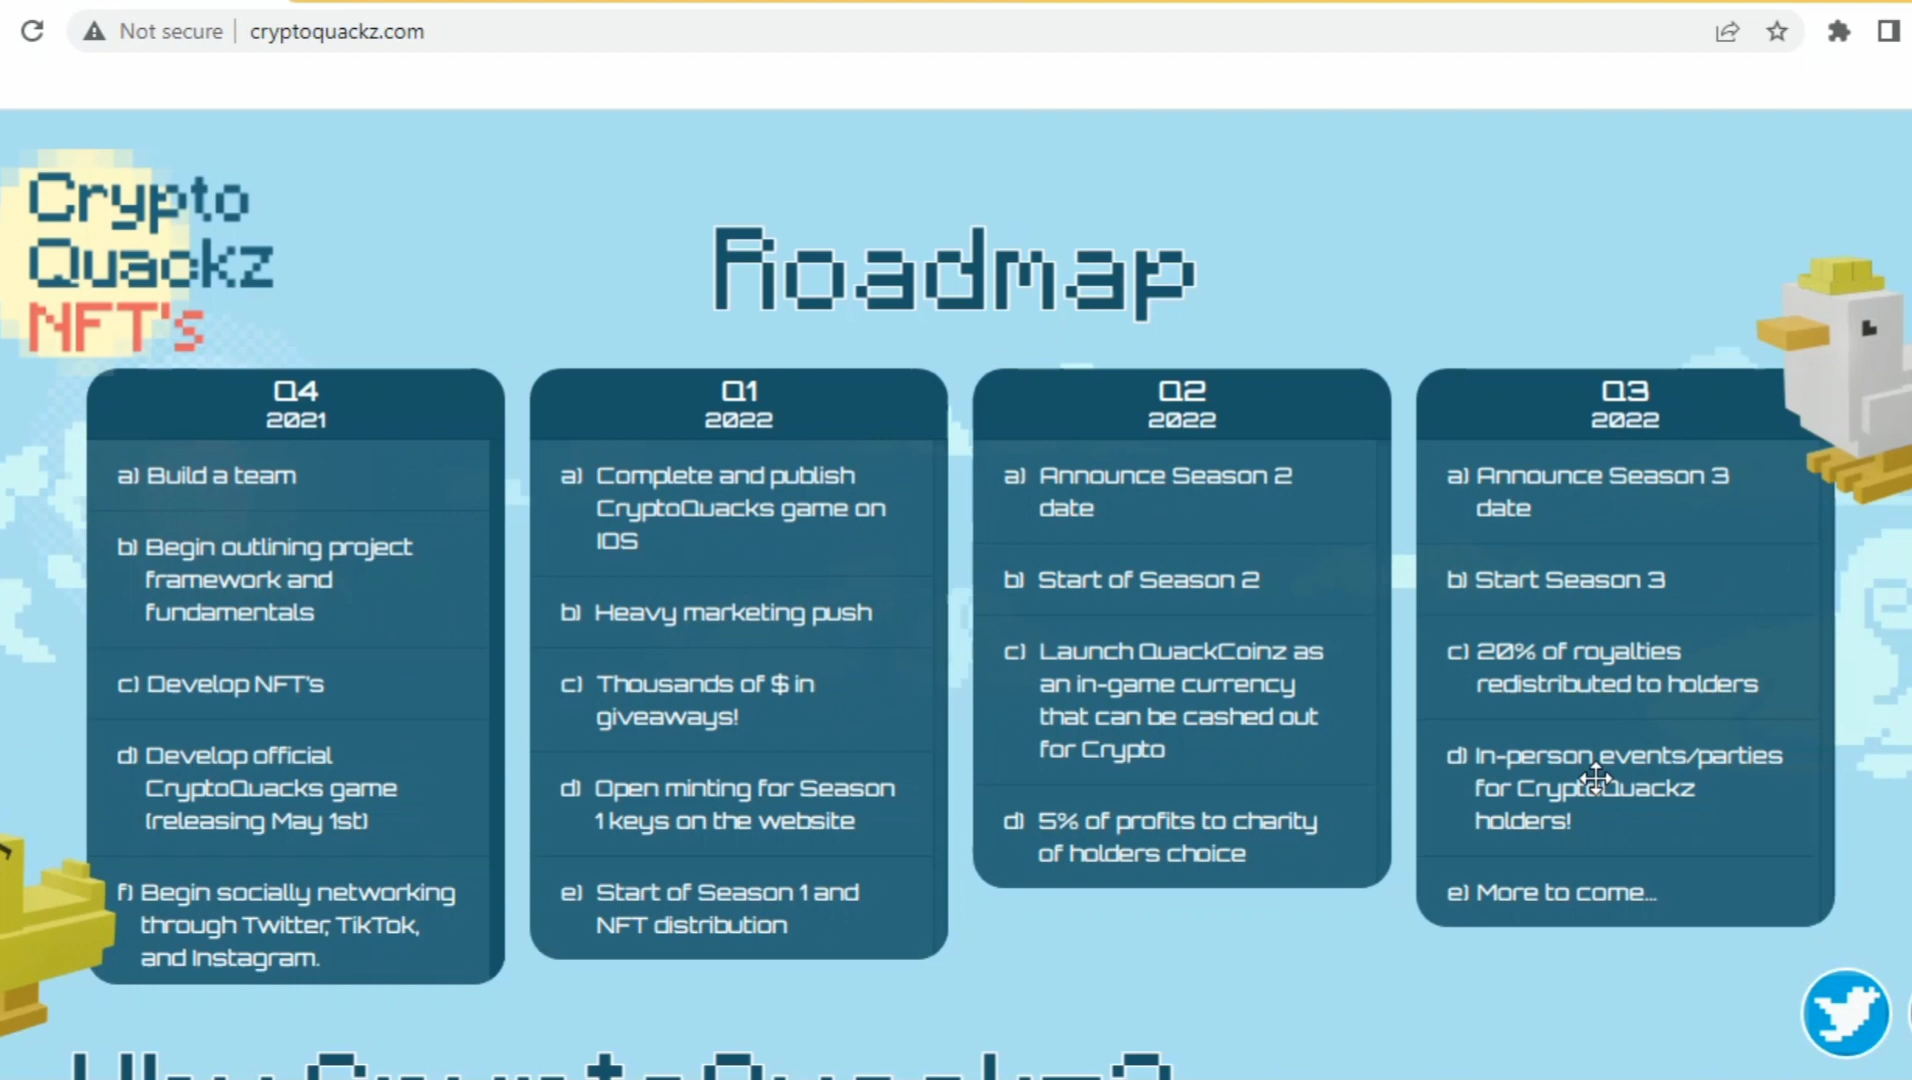 Not secure
cryptoquackz.com
Crypto
Quackz
NFT's
Roadmap
Q4
2021
a) Build a team
b) Begin outlining project
framework and
fundamentals
c) Develop NFT's
d) Develop official
CryptoQuacks game
(releasing May 1st)
f) Begin socially networking
through Twitter, TikTok,
and Instagram.
Q1
2022
a) Complete and publish
CryptoQuacks game on
IOS
b) Heavy marketing push
c) Thousands of $ in
giveaways!
d) Open minting for Season
1 keys on the website
e) Start of Season 1 and
NFT distribution
Q2
2022
a) Announce Season 2
date
b) Start of Season 2
c) Launch QuackCoinz as
an in-game currency
that can be cashed out
for Crypto
d) 5% of profits to charity
of holders choice
Q3
2022
a) Announce Season 3
date
b) Start Season 3
c) 20% of royalties
redistributed to holders
d) In-person events/parties
for CryptoQuackz
holders!
e) More to come...